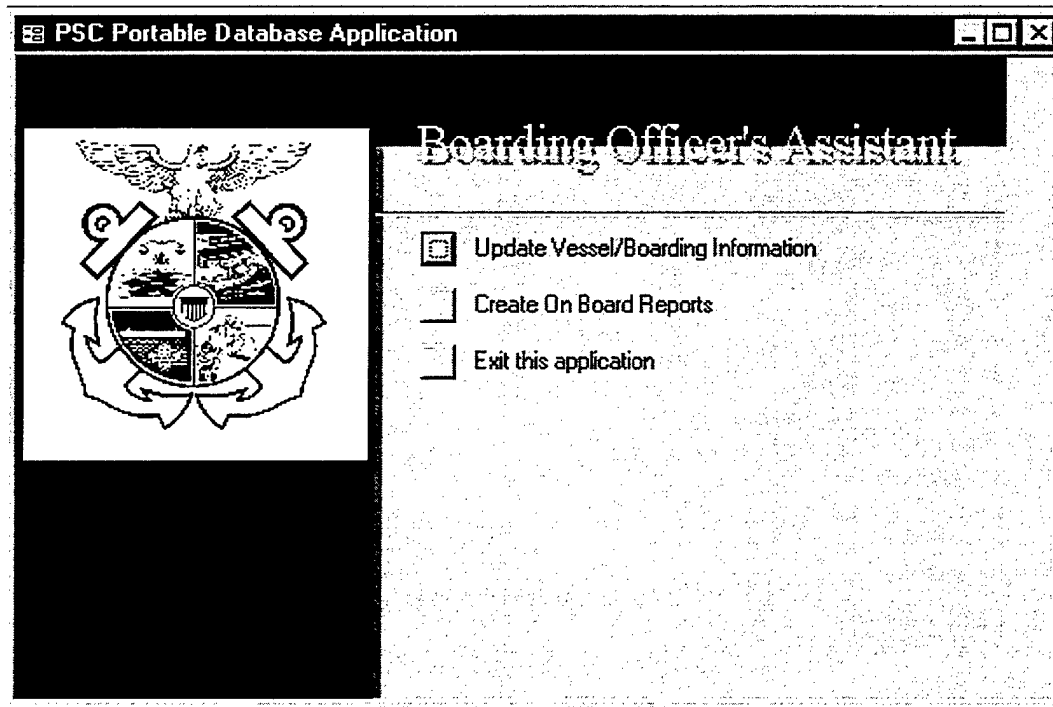 PSC Portable Database Application
Boarding Officer's Assistant
Update Vessel/Boarding Information
Create On Board Reports
Exit this application